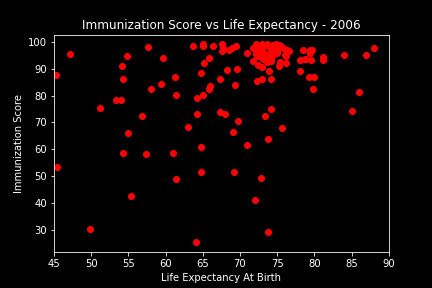 Immunization Score vs Life Expectancy - 2006
Immunization Score
100
90
80
70
60
50
40
30
45 50 55 60 65 70 75 80 85 90
Life Expectancy At Birth